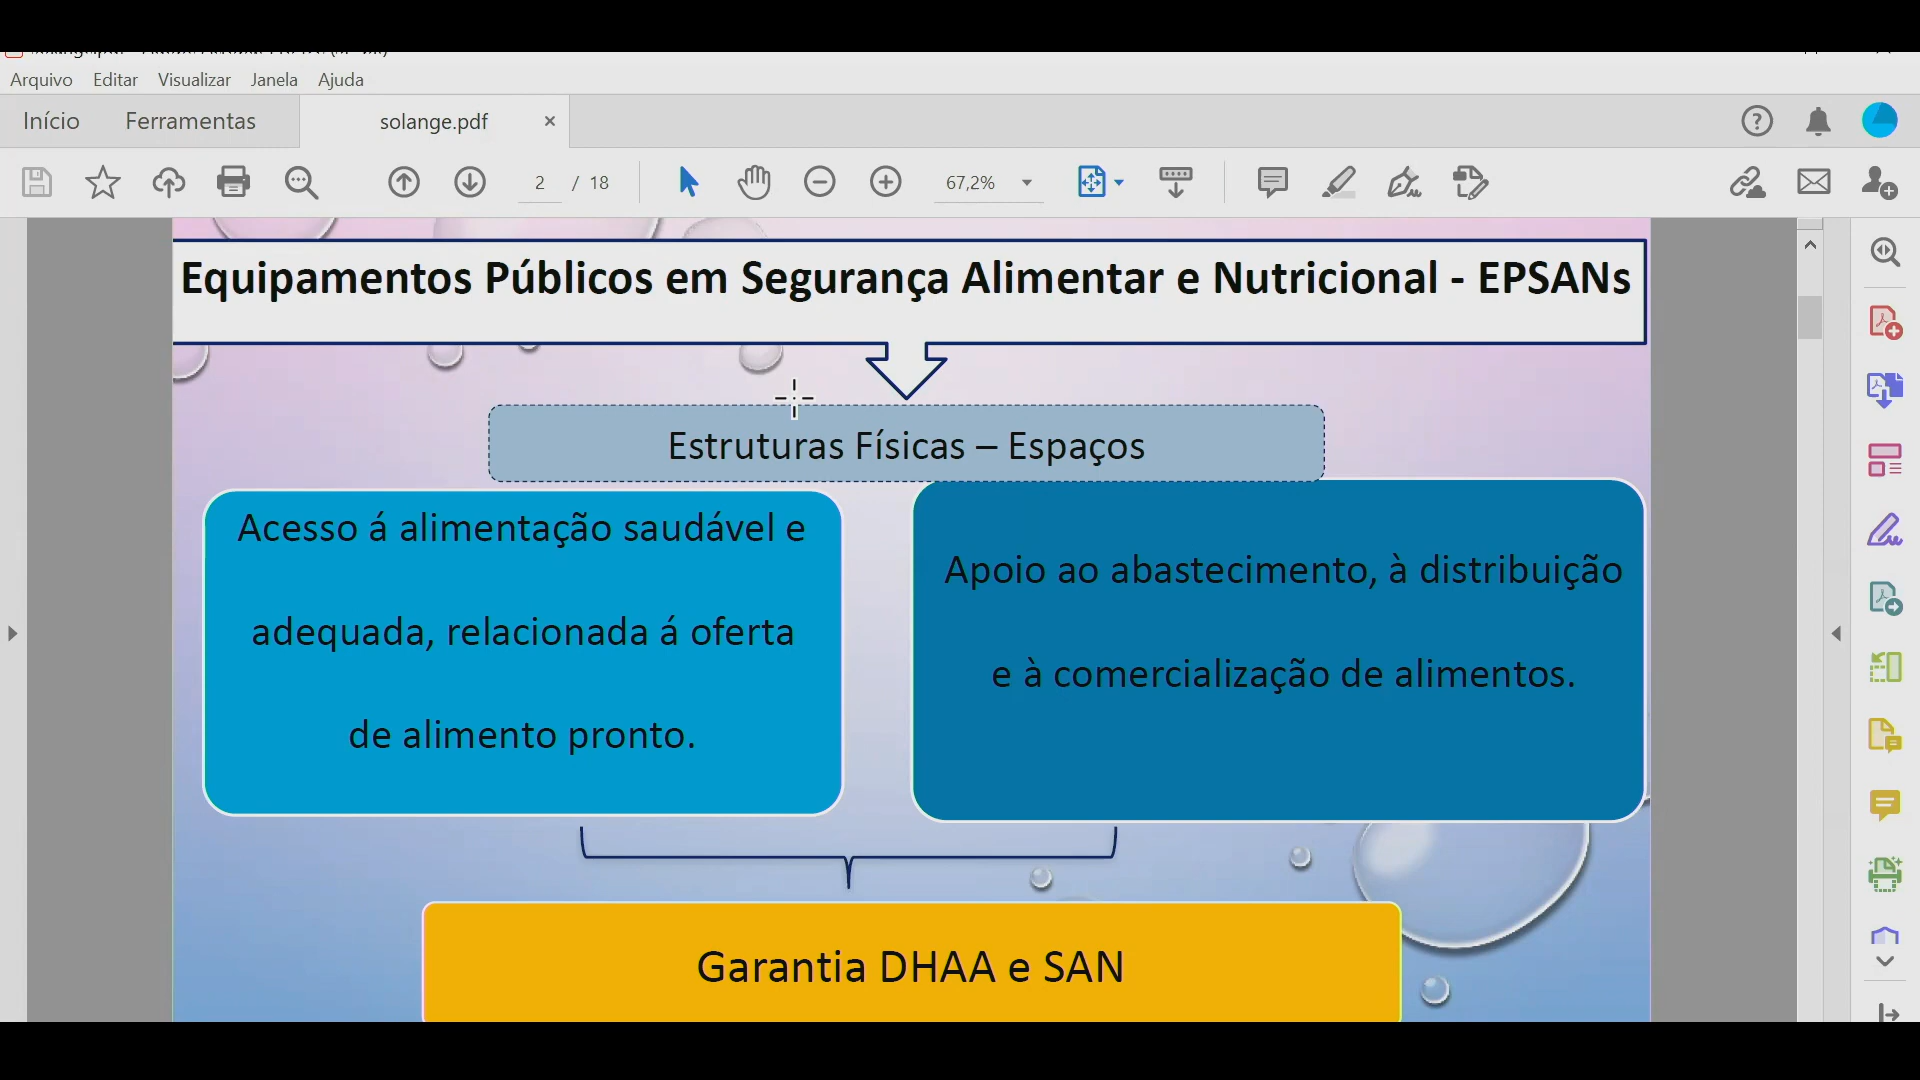 Arquivo Editar Visualizar Janela Ajuda
Início Ferramentas solange.pdf
2 / 18 67,2%
Equipamentos Públicos em Segurança Alimentar e Nutricional - EPSANs
Estruturas Físicas – Espaços
Acesso á alimentação saudável e
adequada, relacionada á oferta
de alimento pronto.
Apoio ao abastecimento, à distribuição
e à comercialização de alimentos.
Garantia DHAA e SAN